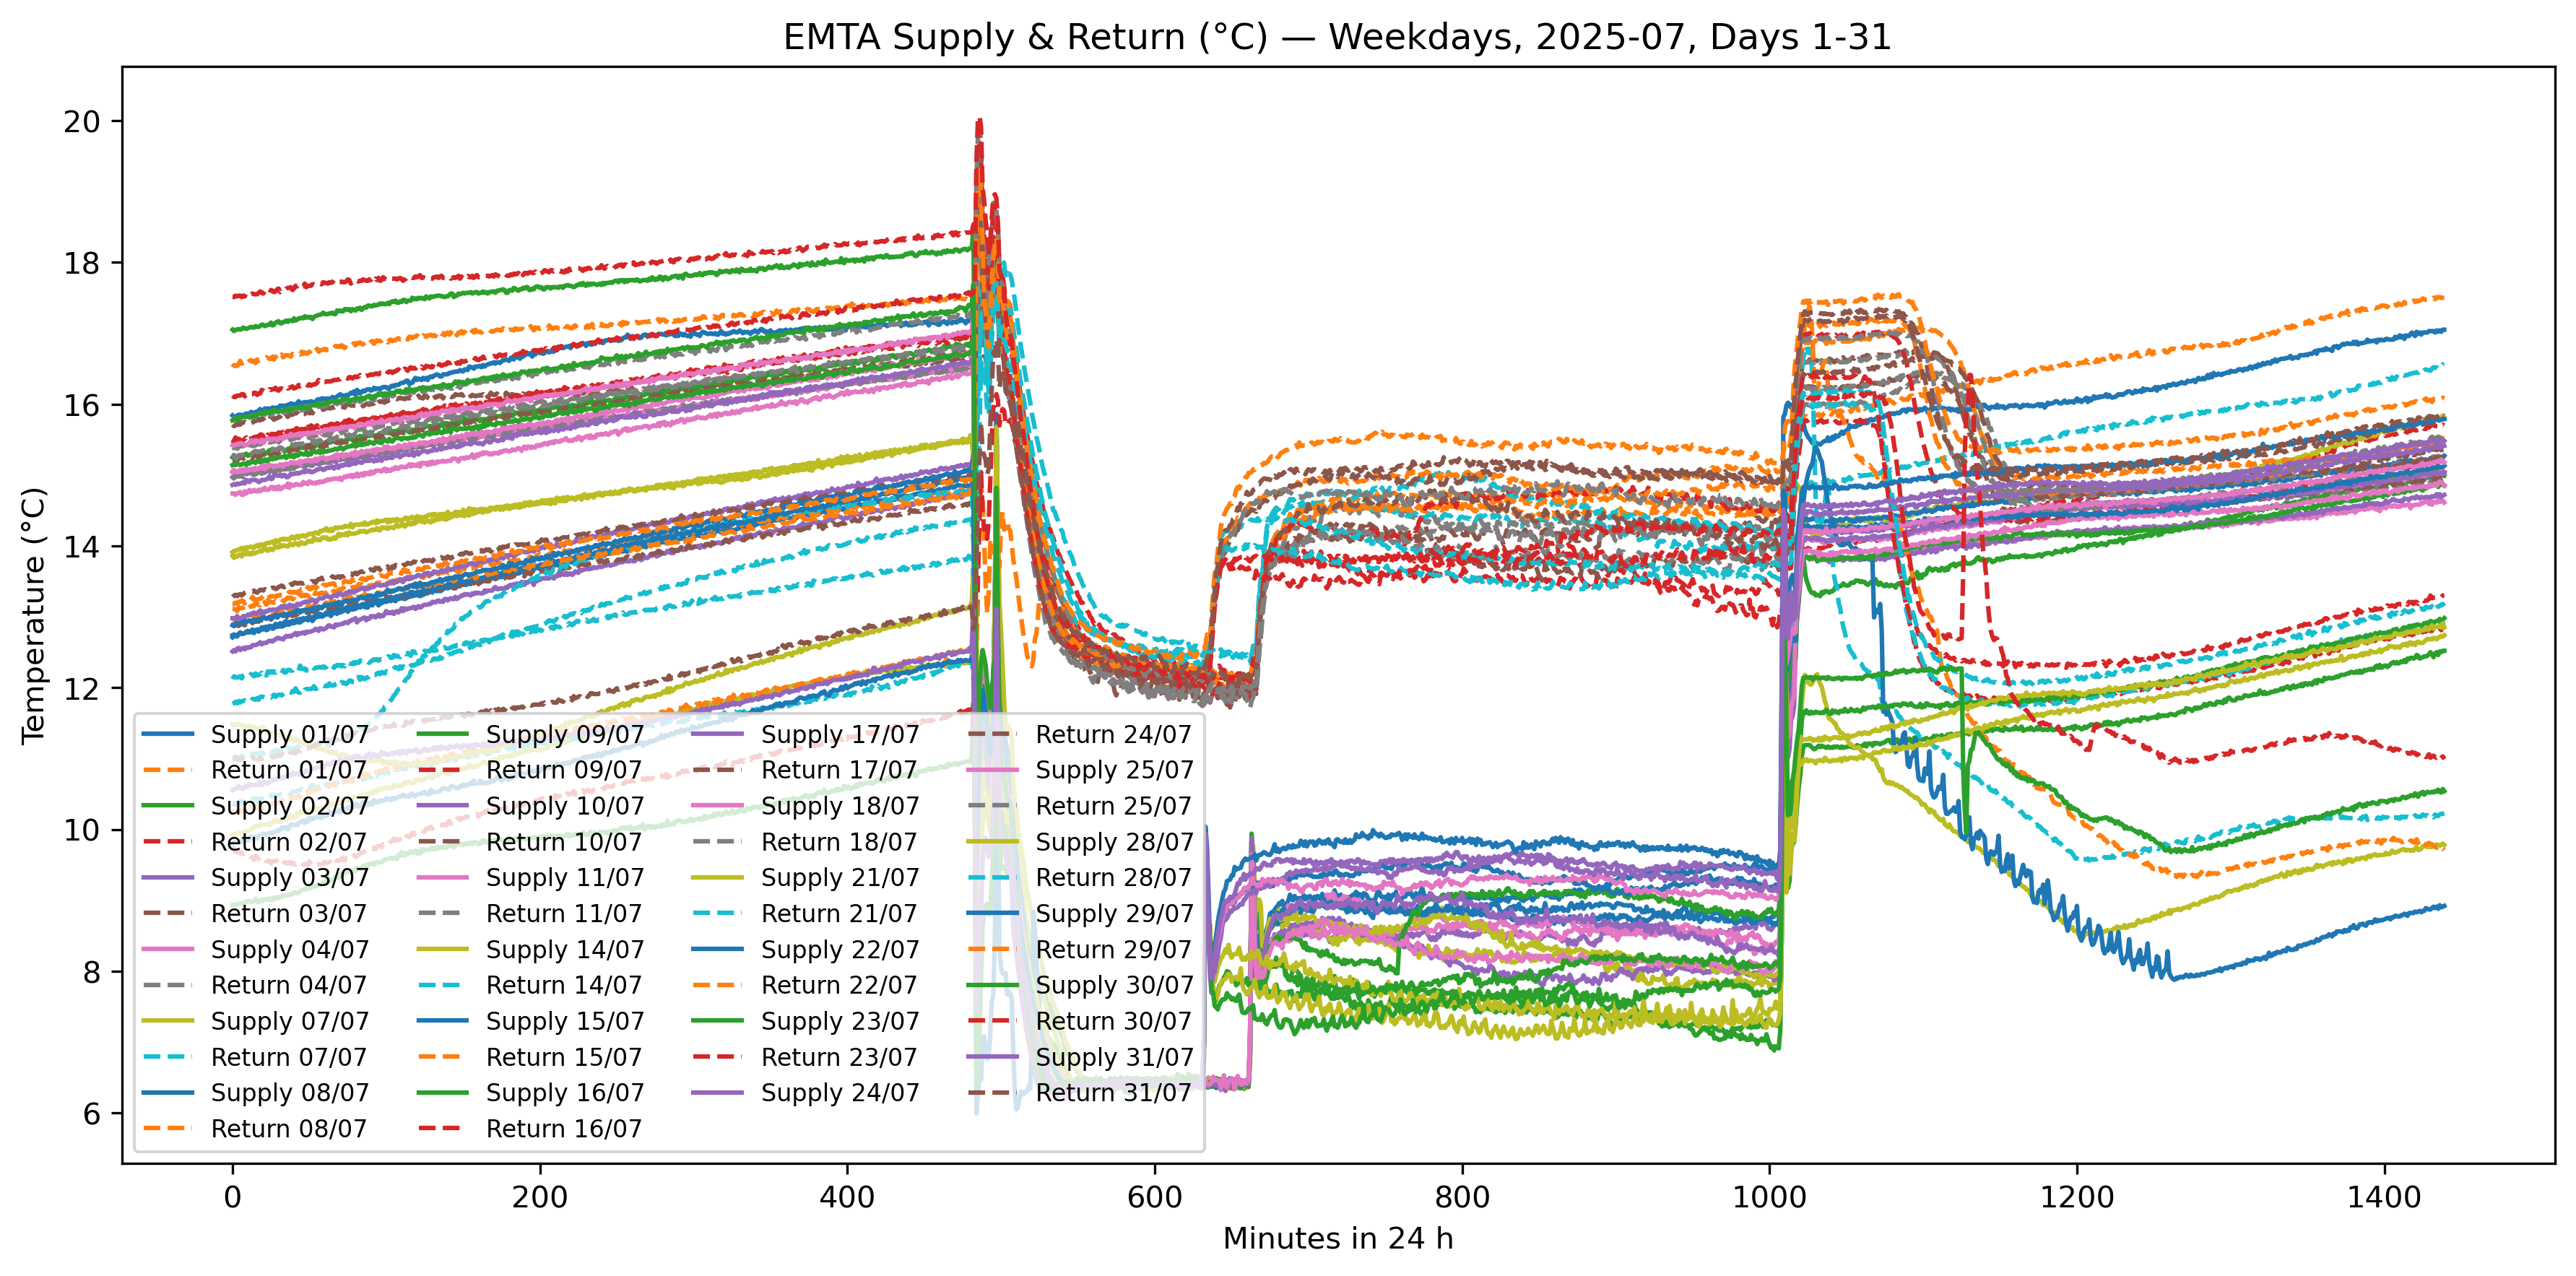 EMTA Supply & Return (°C) — Weekdays, 2025-07, Days 1-31
Temperature (°C)
20
18
16
14
12
10
8
6
Supply 01/07
Return 01/07
Supply 02/07
Return 02/07
Supply 03/07
Return 03/07
Supply 04/07
Return 04/07
Supply 07/07
Return 07/07
Supply 08/07
Return 08/07
Supply 09/07
Return 09/07
Supply 10/07
Return 10/07
Supply 11/07
Return 11/07
Supply 14/07
Return 14/07
Supply 15/07
Return 15/07
Supply 16/07
Return 16/07
Supply 17/07
Return 17/07
Supply 18/07
Return 18/07
Supply 21/07
Return 21/07
Supply 22/07
Return 22/07
Supply 23/07
Return 23/07
Supply 24/07
Return 24/07
Supply 25/07
Return 25/07
Supply 28/07
Return 28/07
Supply 29/07
Return 29/07
Supply 30/07
Return 30/07
Supply 31/07
Return 31/07
0 200 400 600 800 1000 1200 1400
Minutes in 24 h